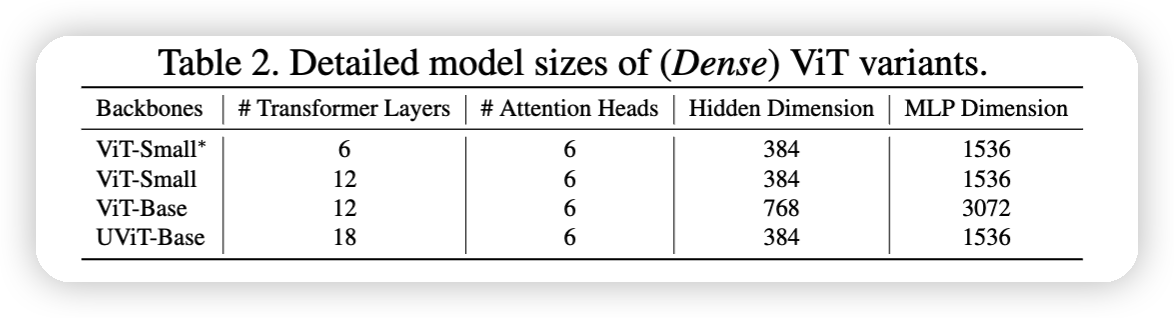 Table 2. Detailed model sizes of (Dense) ViT variants.
Backbones # Transformer Layers # Attention Heads Hidden Dimension MLP Dimension
ViT-Small* 6 6 384 1536
ViT-Small 12 6 384 1536
ViT-Base 12 6 768 3072
UViT-Base 18 6 384 1536